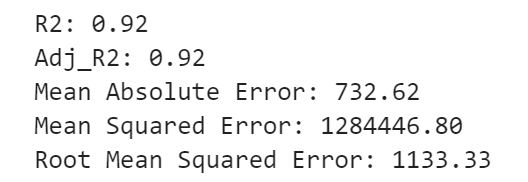 R2: 0.92
Adj_R2: 0.92
Mean Absolute Error: 732.62
Mean Squared Error: 1284446.80
Root Mean Squared Error: 1133.33